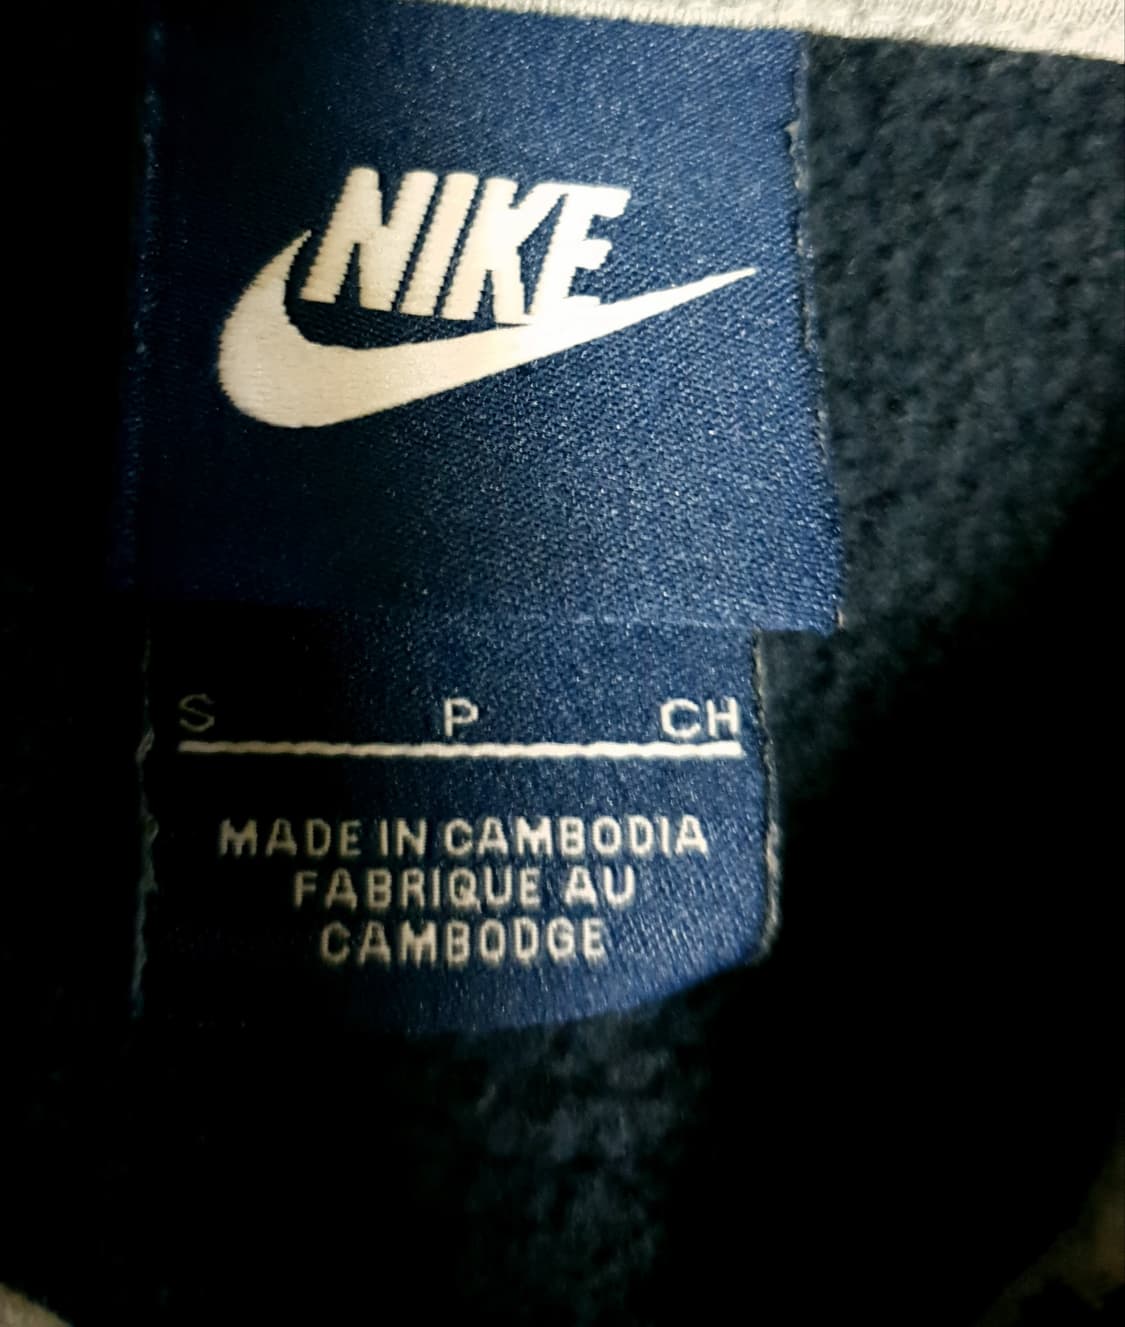 NIKE
S P CH
MADE IN CAMBODIA
FABRIQUE AU
CAMBODGE